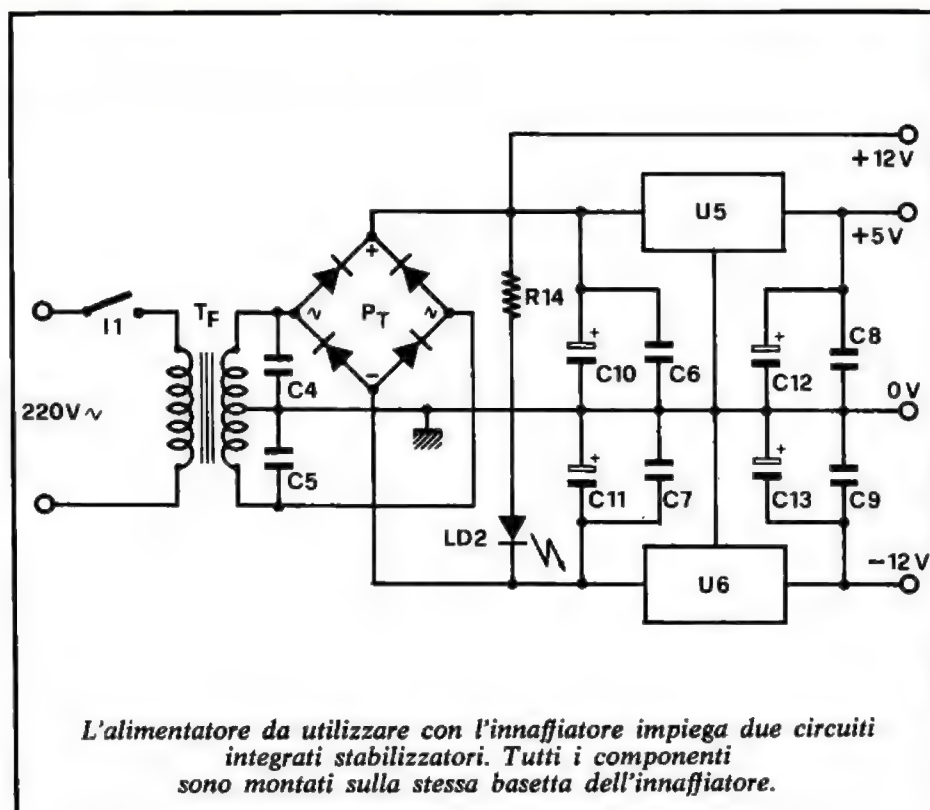 +12V
U5
+5V
+
R14
I1
TF
~
PT
~
+
C10
C6
+
C12
C8
C4
-
220V~
0V
C5
+
C11
C7
+
C13
C9
LD2
-12V
U6
L'alimentatore da utilizzare con l'innaffiatore impiega due circuiti
integrati stabilizzatori. Tutti i componenti
sono montati sulla stessa basetta dell'innaffiatore.